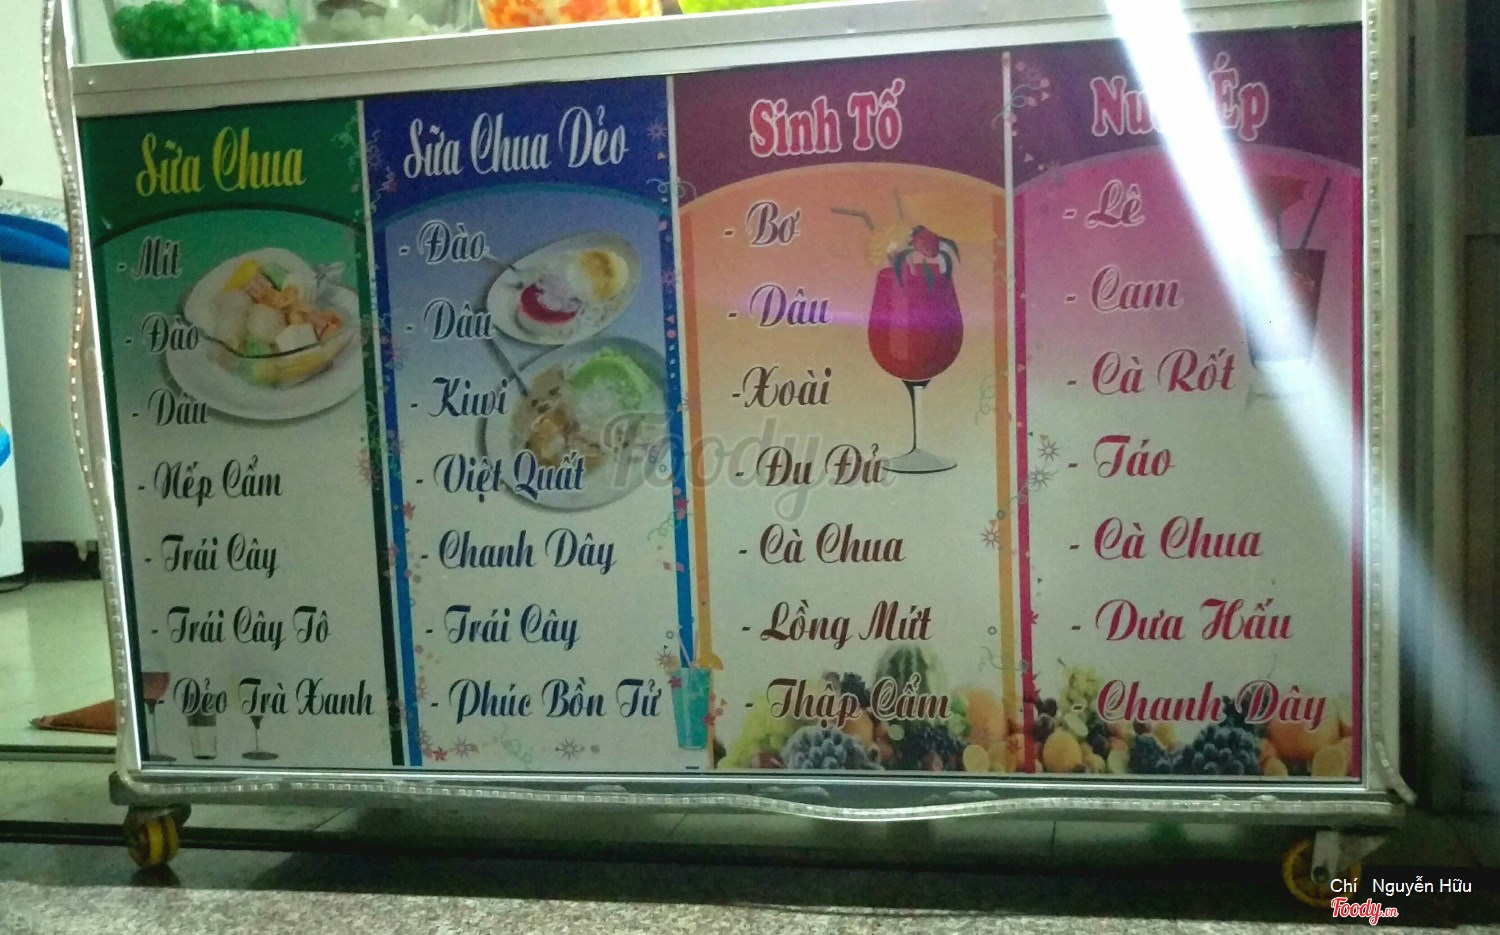 Sữa Chua
- Mít
- Đào
- Dâu
- Nếp Cẩm
- Trái Cây
- Trái Cây Tô
- Dẻo Trà Xanh
Sữa Chua Dẻo
- Đào
- Dâu
- Kiwi
- Việt Quất
- Chanh Dây
- Trái Cây
- Phúc Bồn Tử
Sinh Tố
- Bơ
- Dâu
-Xoài
- Đu Đủ
- Cà Chua
- Lồng Mứt
- Thập Cẩm
Ép
- Lê
- Cam
- Cà Rốt
- Táo
- Cà Chua
- Dưa Hấu
- Chanh Dây
Foody.vn
Chí Nguyễn Hữu
Foody.vn